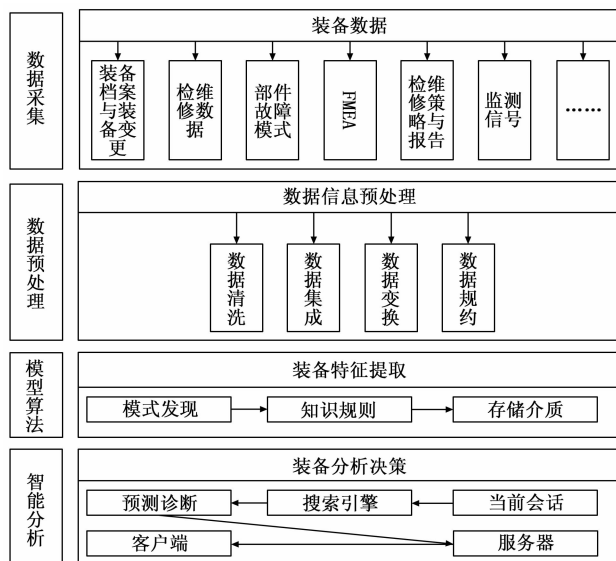 数据采集
装备数据
装备
档案
与装
备变
更
检维
修数
据
部件
故障
模式
FMEA
检维
修策
略与
报告
监测
信号
……
数据预处理
数据信息预处理
数据清洗
数据集成
数据变换
数据规约
模型算法
装备特征提取
模式发现
知识规则
存储介质
智能分析
装备分析决策
预测诊断
搜索引擎
当前会话
客户端
服务器